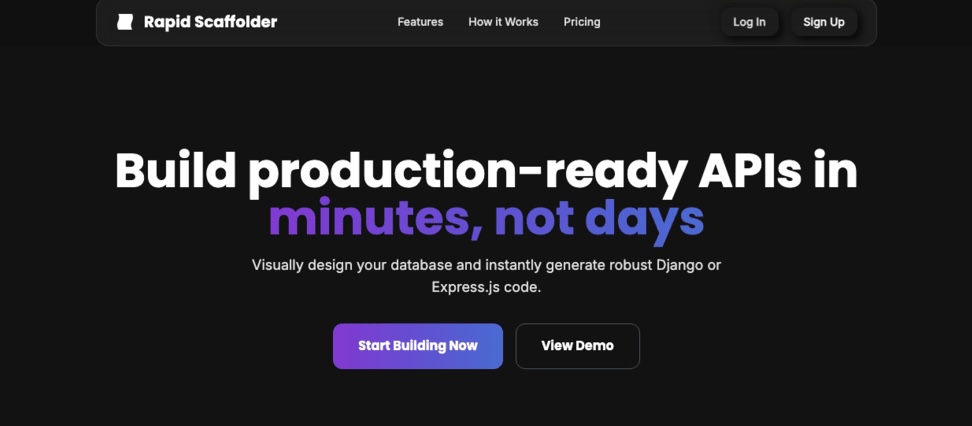 Rapid Scaffolder
Features
How it Works
Pricing
Log In
Sign Up
Build production-ready APIs in
minutes, not days
Visually design your database and instantly generate robust Django or
Express.js code.
Start Building Now
View Demo